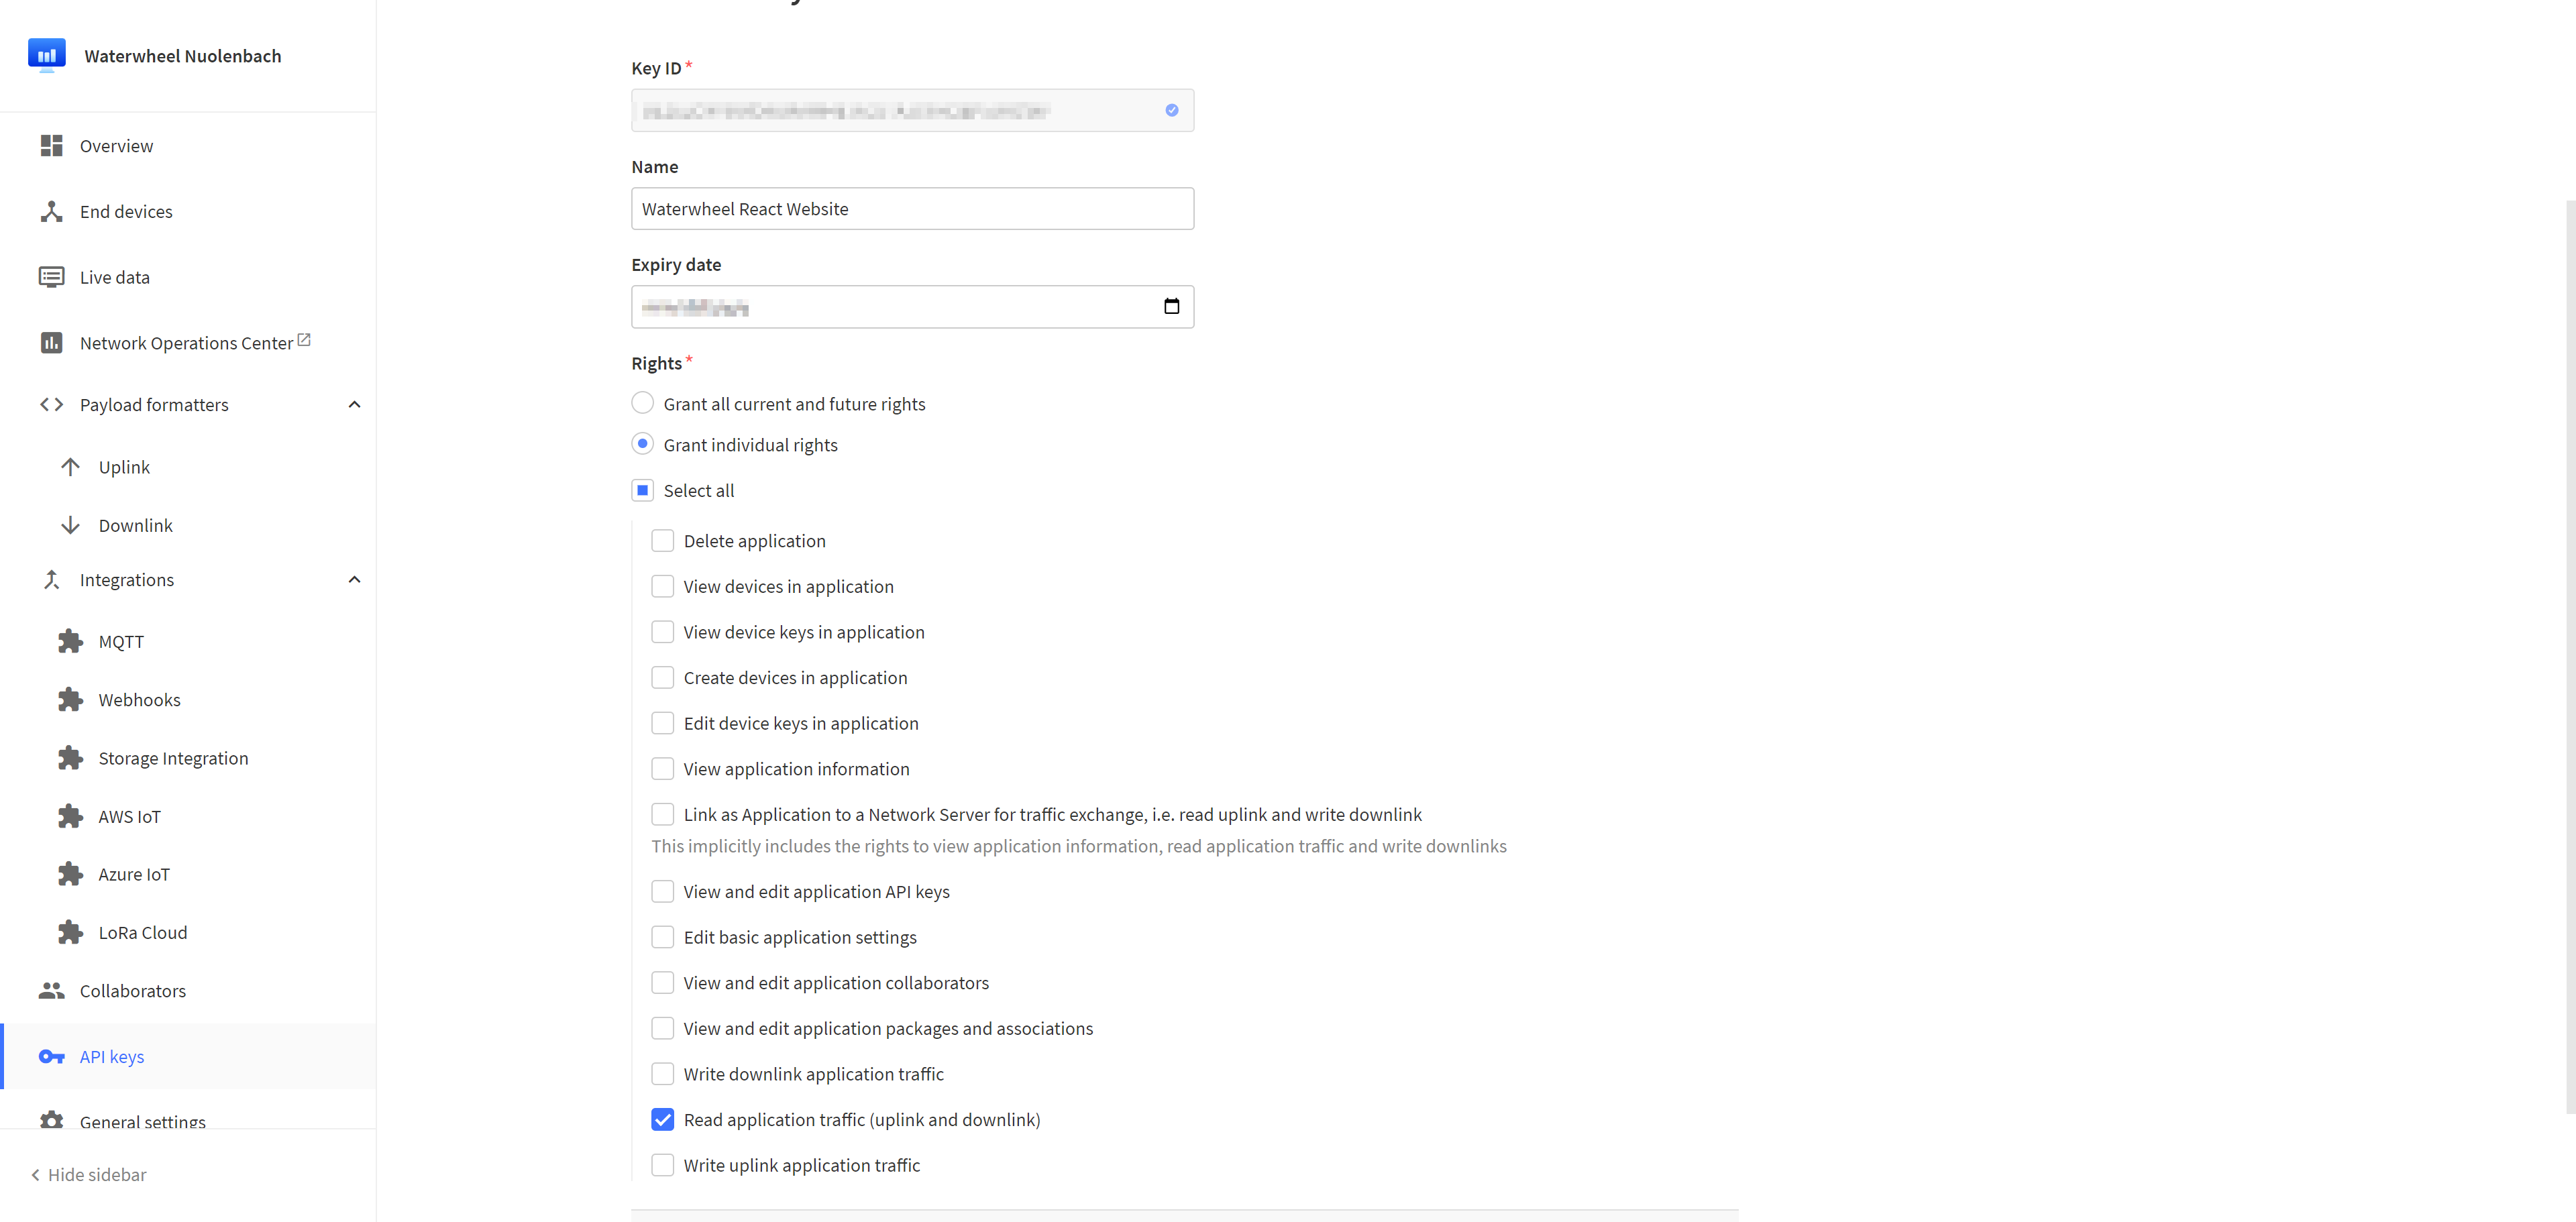 Waterwheel Nuolenbach
Overview
End devices
Live data
Network Operations Center
Payload formatters
Uplink
Downlink
Integrations
MQTT
Webhooks
Storage Integration
AWS IoT
Azure IoT
LoRa Cloud
Collaborators
API keys
General settings
Hide sidebar
Key ID*
Name
Waterwheel React Website
Expiry date
Rights*
Grant all current and future rights
Grant individual rights
Select all
Delete application
View devices in application
View device keys in application
Create devices in application
Edit device keys in application
View application information
Link as Application to a Network Server for traffic exchange, i.e. read uplink and write downlink
This implicitly includes the rights to view application information, read application traffic and write downlinks
View and edit application API keys
Edit basic application settings
View and edit application collaborators
View and edit application packages and associations
Write downlink application traffic
Read application traffic (uplink and downlink)
Write uplink application traffic